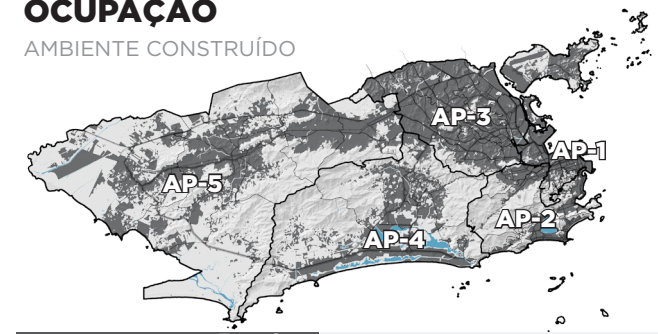 OCUPAÇÃO
AMBIENTE CONSTRUÍDO
AP-3
AP-1
AP-5
AP-2
AP-4